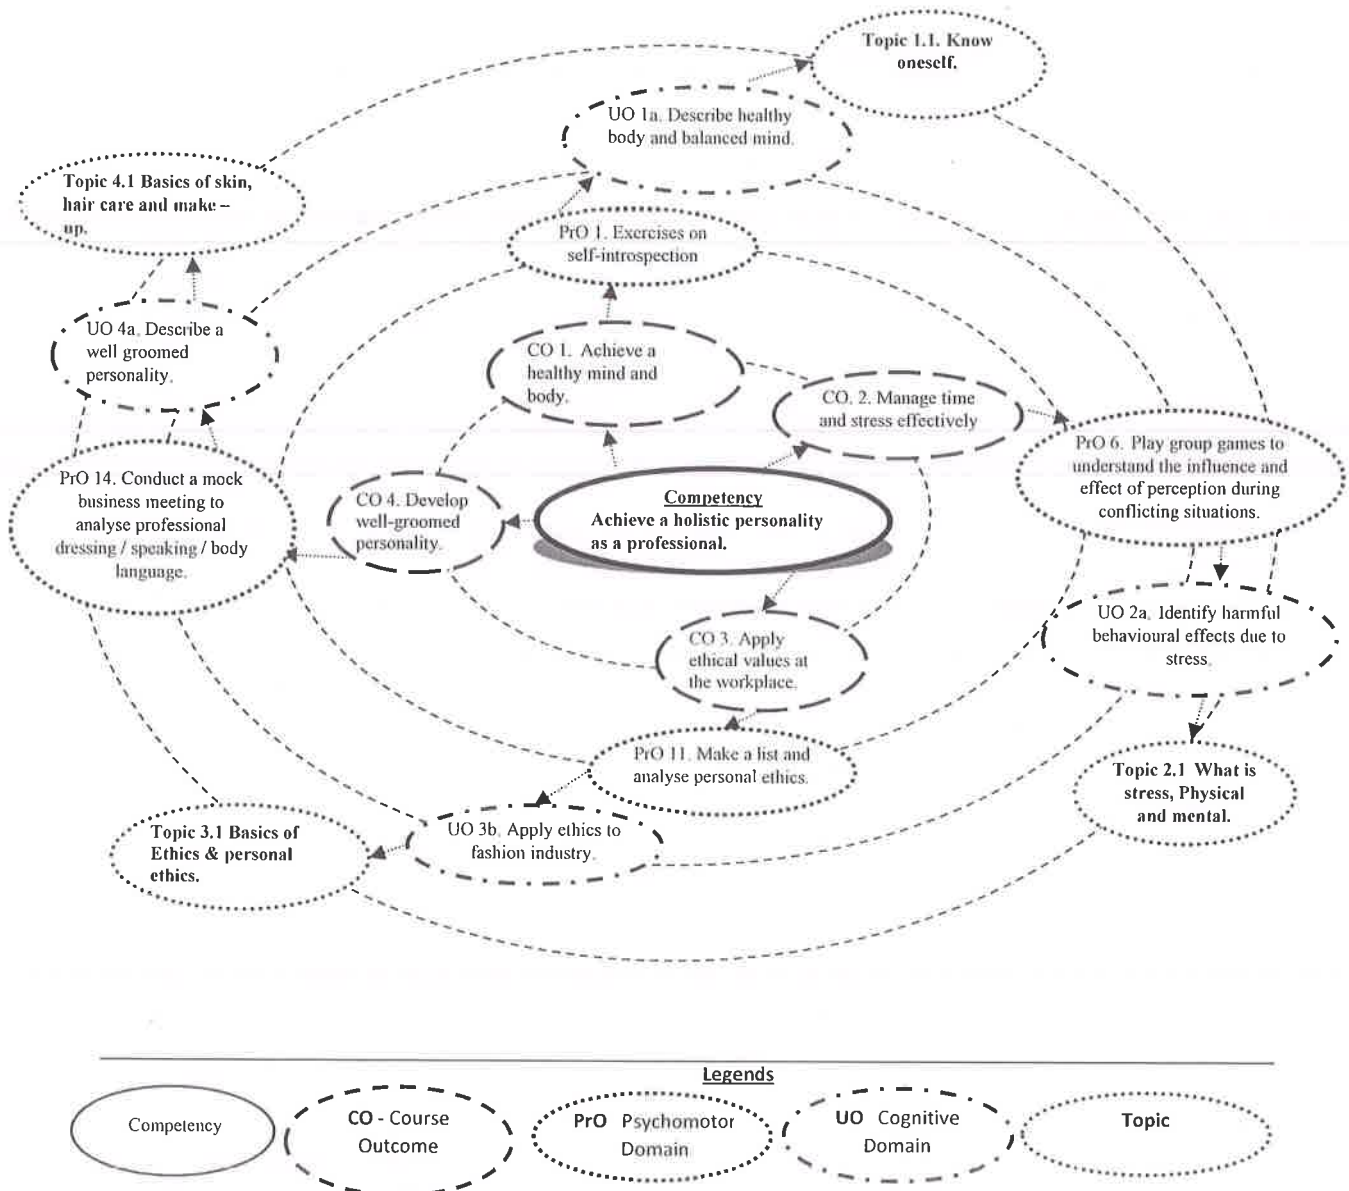 Topic 1.1. Know
oneself.
UO 1a. Describe healthy
body and balanced mind.
Topic 4.1 Basics of skin,
hair care and make –
up.
PrO 1. Exercises on
self-introspection
UO 4a. Describe a
well groomed
personality.
CO 1. Achieve a
healthy mind and
body.
CO. 2. Manage time
and stress effectively
PrO 6. Play group games to
understand the influence and
effect of perception during
conflicting situations.
PrO 14. Conduct a mock
business meeting to
analyse professional
dressing / speaking / body
language.
CO 4. Develop
well-groomed
personality.
Competency
Achieve a holistic personality
as a professional.
UO 2a. Identify harmful
behavioural effects due to
stress.
CO 3. Apply
ethical values at
the workplace.
PrO 11. Make a list and
analyse personal ethics.
Topic 2.1 What is
stress, Physical
and mental.
Topic 3.1 Basics of
Ethics & personal
ethics.
UO 3b. Apply ethics to
fashion industry.
Legends
Competency
CO - Course
Outcome
PrO Psychomotor
Domain
UO Cognitive
Domain
Topic